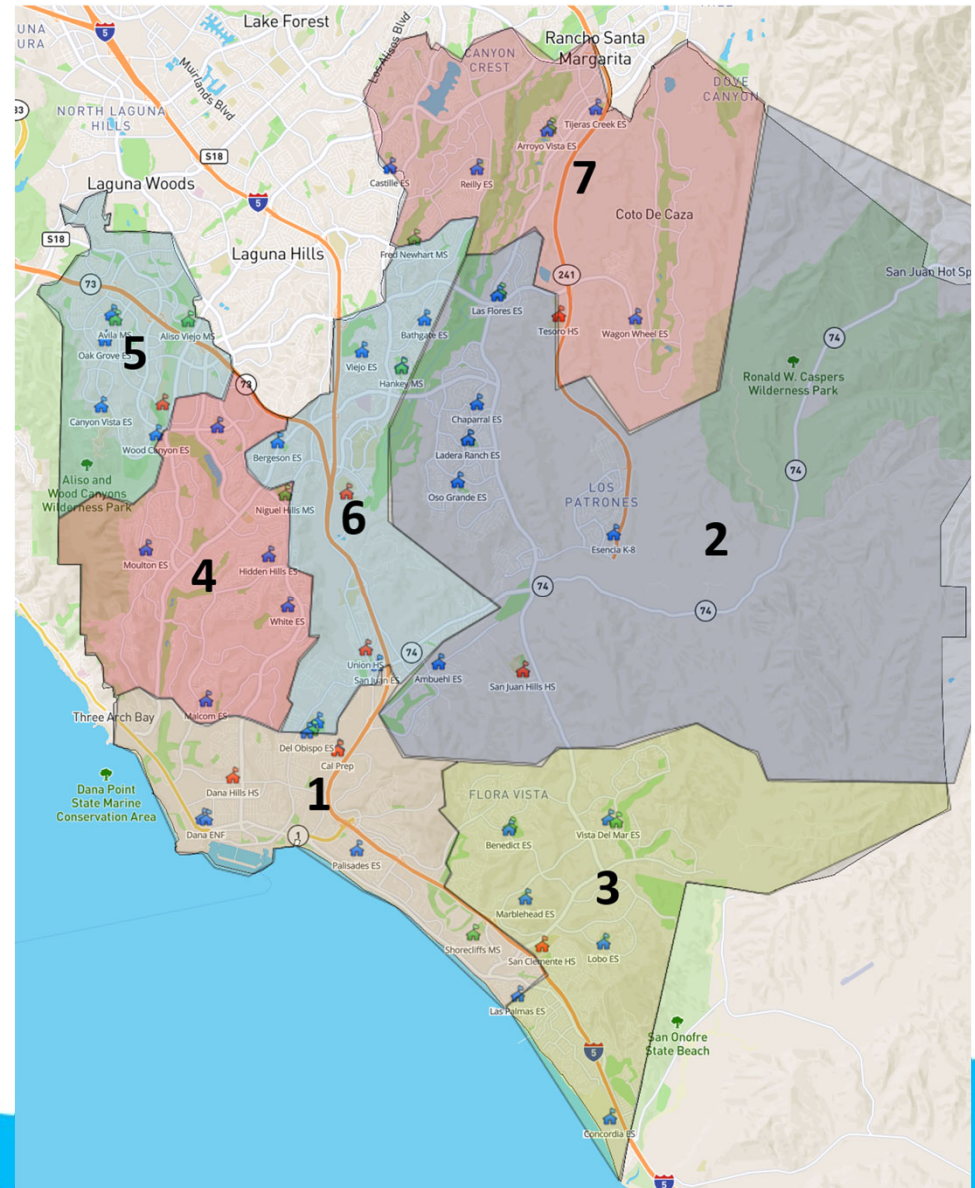 Lake Forest
UNA
URA
5
Los Alisos Blvd
Rancho Santa
Margarita
CANYON
CREST
DOVE
CANYON
Muirlands Blvd
NORTH LAGUNA
HILLS
Tijeras Creek ES
Arroyo Vista ES
S18
Castille ES
Reilly ES
7
Laguna Woods
5
Coto De Caza
S18
Laguna Hills
Fred Newhart MS
73
241
San Juan Hot Sp
Las Flores ES
Tesoro HS
Wagon Wheel ES
Avila MS
Aliso Viejo MS
Oak Grove ES
5
Bathgate ES
Viejo ES
74
Hankey MS
73
Ronald W. Caspers
Wilderness Park
Canyon Vista ES
Chaparral ES
Wood Canyon ES
Bergeson ES
Ladera Ranch ES
Aliso and
Wood Canyons
Wilderness Park
74
Oso Grande ES
LOS
PATRONES
Niguel Hills MS
6
2
Esencia K-8
Moulton ES
Hidden Hills ES
4
74
74
White ES
Union HS
San Juan ES
74
Ambuehl ES
San Juan Hills HS
Malcom ES
Three Arch Bay
Del Obispo ES
Cal Prep
Dana Point
State Marine
Conservation Area
Dana Hills HS
1
FLORA VISTA
Dana ENF
1
Benedict ES
Vista Del Mar ES
Palisades ES
3
Marblehead ES
Shorecliffs MS
San Clemente HS
Lobo ES
Las Palmas ES
San Onofre
State Beach
5
Concordia ES
5